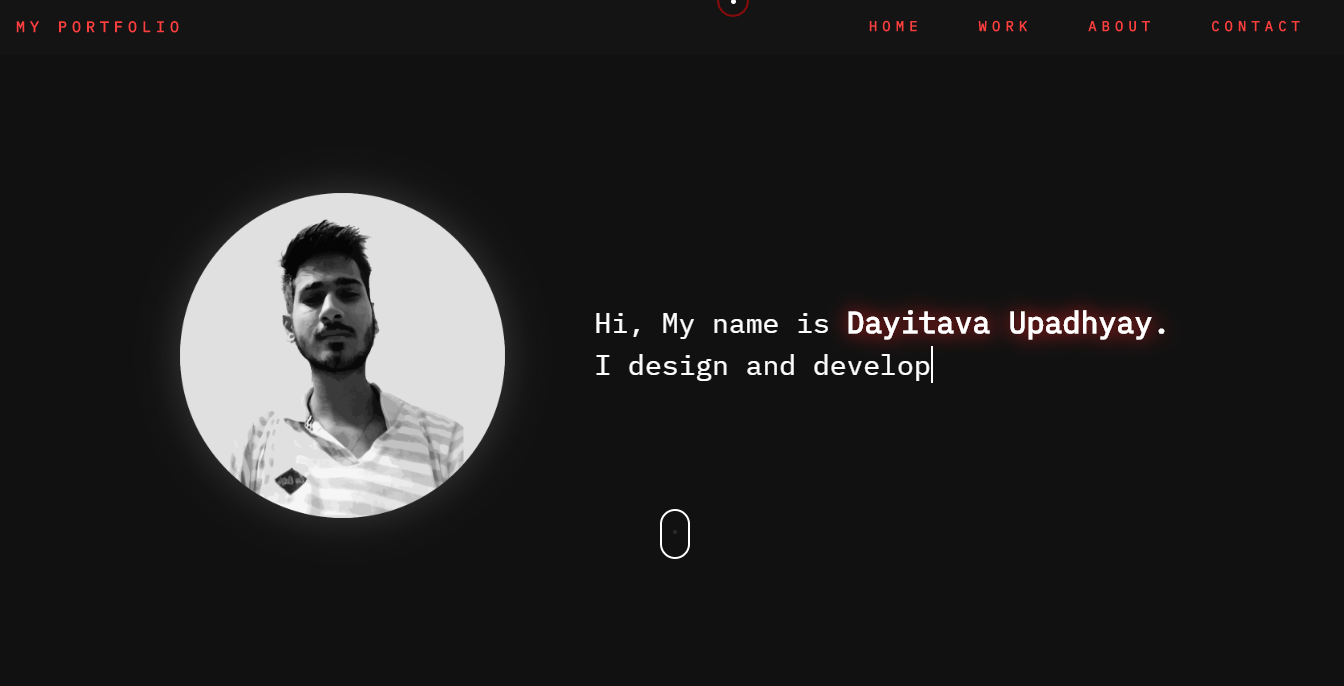 MY PORTFOLIO
HOME WORK ABOUT CONTACT
Hi, My name is Dayitava Upadhyay.
I design and develop